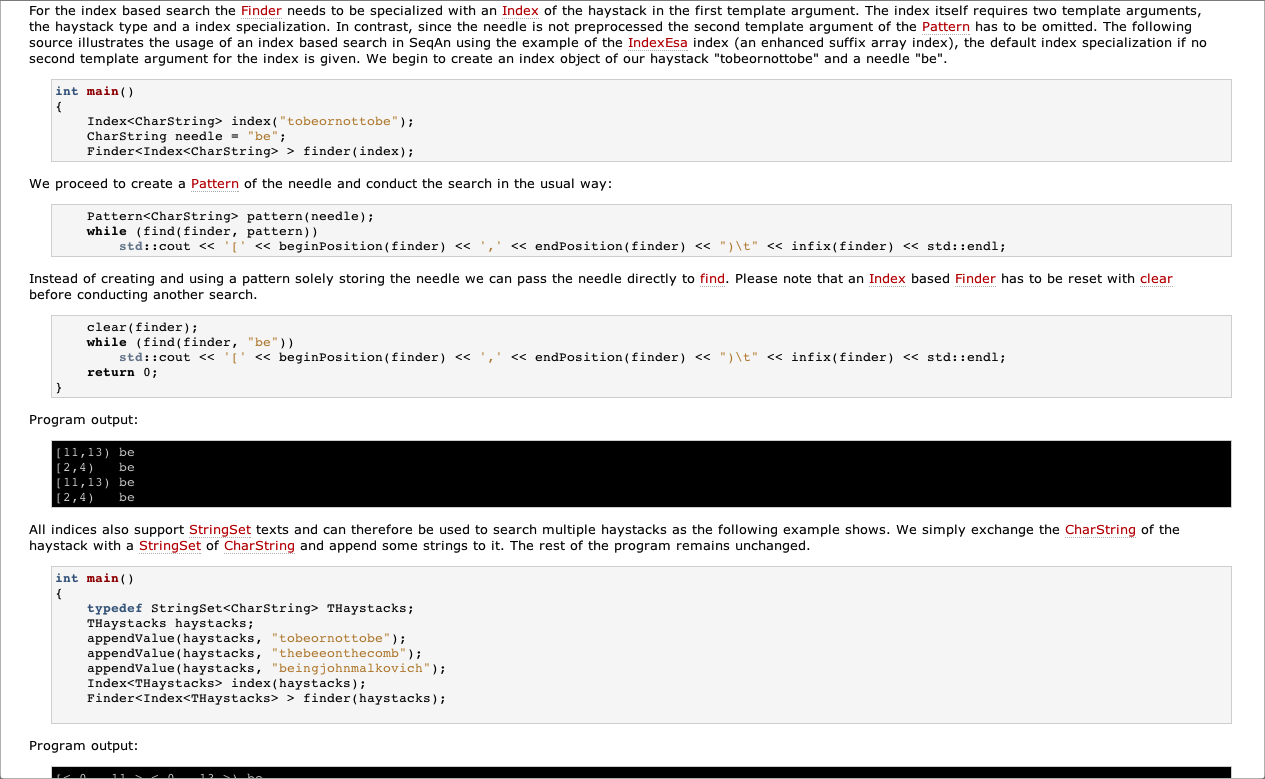 For the index based search the Finder needs to be specialized with an Index of the haystack in the first template argument. The index itself requires two template arguments,
the haystack type and a index specialization. In contrast, since the needle is not preprocessed the second template argument of the Pattern has to be omitted. The following
source illustrates the usage of an index based search in SeqAn using the example of the IndexEsa index (an enhanced suffix array index), the default index specialization if no
second template argument for the index is given. We begin to create an index object of our haystack "tobeornottobe" and a needle "be".
int main()
{
    Index<CharString> index("tobeornottobe");
    CharString needle = "be";
    Finder<Index<CharString> > finder(index);
We proceed to create a Pattern of the needle and conduct the search in the usual way:
    Pattern<CharString> pattern(needle);
    while (find(finder, pattern))
        std::cout << '[' << beginPosition(finder) << ',' << endPosition(finder) << ")\t" << infix(finder) << std::endl;
Instead of creating and using a pattern solely storing the needle we can pass the needle directly to find. Please note that an Index based Finder has to be reset with clear
before conducting another search.
    clear(finder);
    while (find(finder, "be"))
        std::cout << '[' << beginPosition(finder) << ',' << endPosition(finder) << ")\t" << infix(finder) << std::endl;
    return 0;
}
Program output:
[11,13) be
[2,4)   be
[11,13) be
[2,4)   be
All indices also support StringSet texts and can therefore be used to search multiple haystacks as the following example shows. We simply exchange the CharString of the
haystack with a StringSet of CharString and append some strings to it. The rest of the program remains unchanged.
int main()
{
    typedef StringSet<CharString> THaystacks;
    THaystacks haystacks;
    appendValue(haystacks, "tobeornottobe");
    appendValue(haystacks, "thebeeonthecomb");
    appendValue(haystacks, "beingjohnmalkovich");
    Index<THaystacks> index(haystacks);
    Finder<Index<THaystacks> > finder(haystacks);
Program output:
[< 0 , 11 >,< 0 , 13 >) be